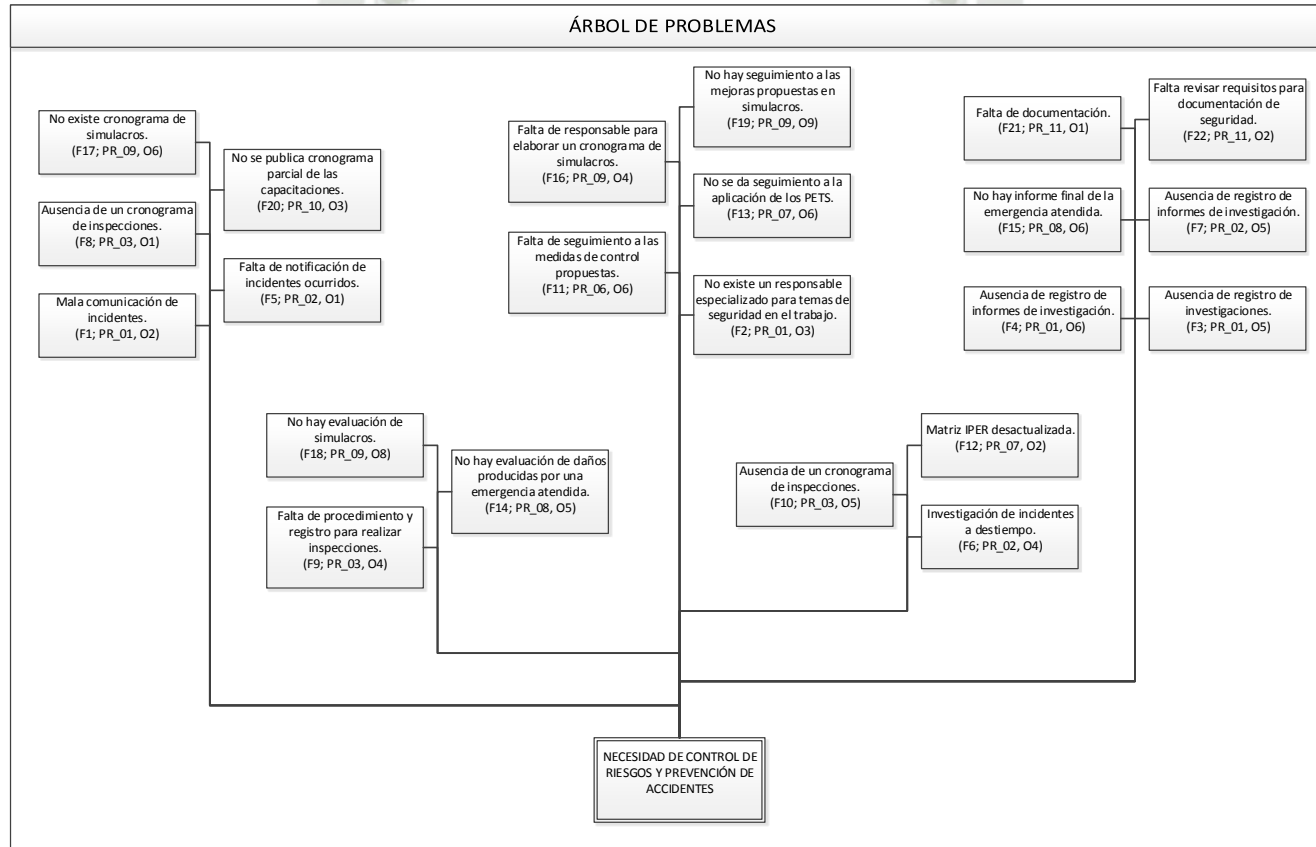 ÁRBOL DE PROBLEMAS
No existe cronograma de
simulacros.
(F17; PR_09, O6)
No se publica cronograma
parcial de las
capacitaciones.
(F20; PR_10, O3)
Ausencia de un cronograma
de inspecciones.
(F8; PR_03, O1)
Falta de notificación de
incidentes ocurridos.
(F5; PR_02, O1)
Mala comunicación de
incidentes.
(F1; PR_01, O2)
No hay seguimiento a las
mejoras propuestas en
simulacros.
(F19; PR_09, O9)
Falta de responsable para
elaborar un cronograma de
simulacros.
(F16; PR_09, O4)
No se da seguimiento a la
aplicación de los PETS.
(F13; PR_07, O6)
Falta de seguimiento a las
medidas de control
propuestas.
(F11; PR_06, O6)
No existe un responsable
especializado para temas de
seguridad en el trabajo.
(F2; PR_01, O3)
Falta de documentación.
(F21; PR_11, O1)
Falta revisar requisitos para
documentación de
seguridad.
(F22; PR_11, O2)
No hay informe final de la
emergencia atendida.
(F15; PR_08, O6)
Ausencia de registro de
informes de investigación.
(F7; PR_02, O5)
Ausencia de registro de
informes de investigación.
(F4; PR_01, O6)
Ausencia de registro de
investigaciones.
(F3; PR_01, O5)
No hay evaluación de
simulacros.
(F18; PR_09, O8)
No hay evaluación de daños
producidas por una
emergencia atendida.
(F14; PR_08, O5)
Falta de procedimiento y
registro para realizar
inspecciones.
(F9; PR_03, O4)
Matriz IPER desactualizada.
(F12; PR_07, O2)
Ausencia de un cronograma
de inspecciones.
(F10; PR_03, O5)
Investigación de incidentes
a destiempo.
(F6; PR_02, O4)
NECESIDAD DE CONTROL DE
RIESGOS Y PREVENCIÓN DE
ACCIDENTES